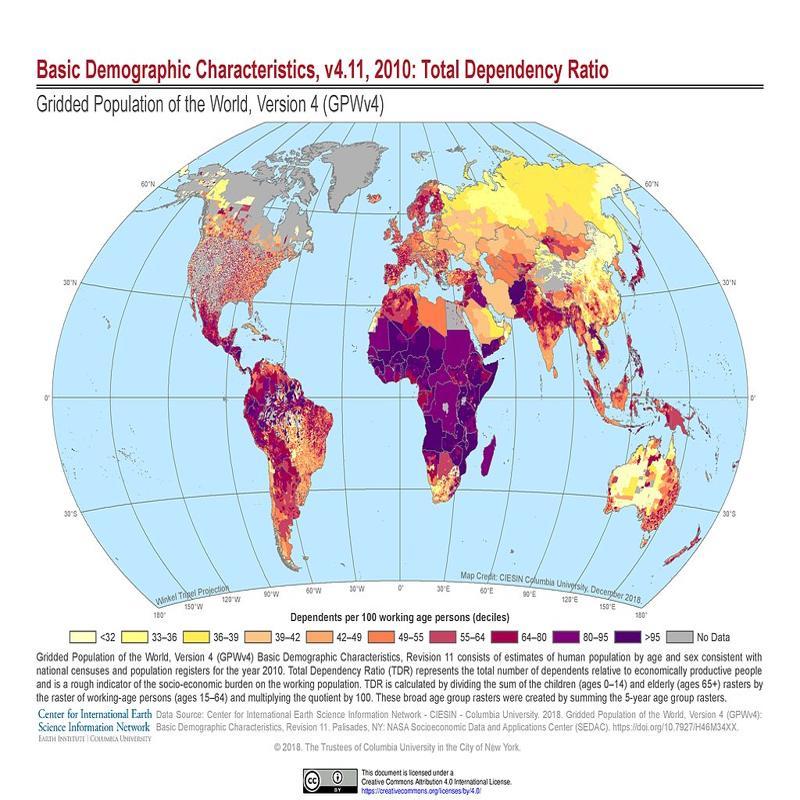 Basic Demographic Characteristics, v4.11, 2010: Total Dependency Ratio
Gridded Population of the World, Version 4 (GPWv4)
60°N
60°N
30°N
30°N
0°
0°
30°S
30°S
Winkel Tripel Projection
Map Credit: CIESIN Columbia University, December 2018.
180°
150°W
120°W
90°W
60°W
30°W
0°
30°E
60°E
90°E
120°E
150°E
180°
Dependents per 100 working age persons (deciles)
<32 33–36 36–39 39–42 42–49 49–55 55–64 64–80 80–95 >95 No Data
Gridded Population of the World, Version 4 (GPWv4) Basic Demographic Characteristics, Revision 11 consists of estimates of human population by age and sex consistent with
national censuses and population registers for the year 2010. Total Dependency Ratio (TDR) represents the total number of dependents relative to economically productive people
and is a rough indicator of the socio-economic burden on the working population. TDR is calculated by dividing the sum of the children (ages 0–14) and elderly (ages 65+) rasters by
the raster of working-age persons (ages 15–64) and multiplying the quotient by 100. These broad age group rasters were created by summing the 5-year age group rasters.
Center for International Earth
Science Information Network
EARTH INSTITUTE | COLUMBIA UNIVERSITY
Data Source: Center for International Earth Science Information Network - CIESIN - Columbia University. 2018. Gridded Population of the World, Version 4 (GPWv4):
Basic Demographic Characteristics, Revision 11. Palisades, NY: NASA Socioeconomic Data and Applications Center (SEDAC). https://doi.org/10.7927/H46M34XX.
© 2018. The Trustees of Columbia University in the City of New York.
cc BY
This document is licensed under a
Creative Commons Attribution 4.0 International License.
https://creativecommons.org/licenses/by/4.0/